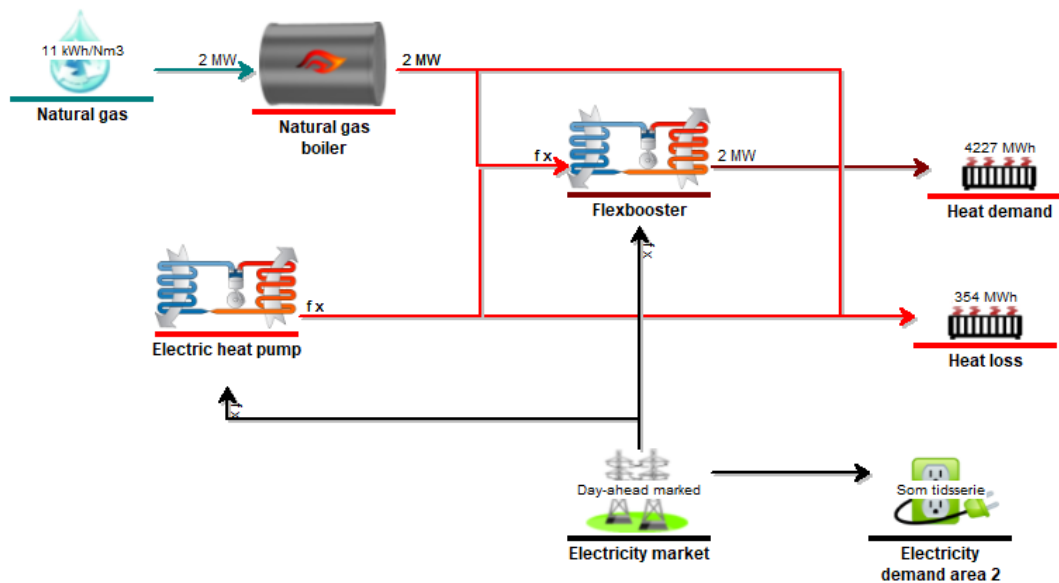 11 kWh/Nm3
2 MW
2 MW
Natural gas
Natural gas
boiler
f x
2 MW
4227 MWh
Flexbooster
Heat demand
f x
f x
354 MWh
Electric heat pump
Heat loss
f x
Day-ahead marked
Som tidsserie
Electricity market
Electricity
demand area 2